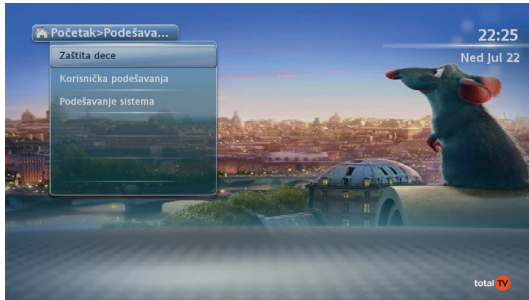 Početak>Podešava...
22:25
Ned Jul 22
Zaštita dece
Korisnička podešavanja
Podešavanje sistema
total TV